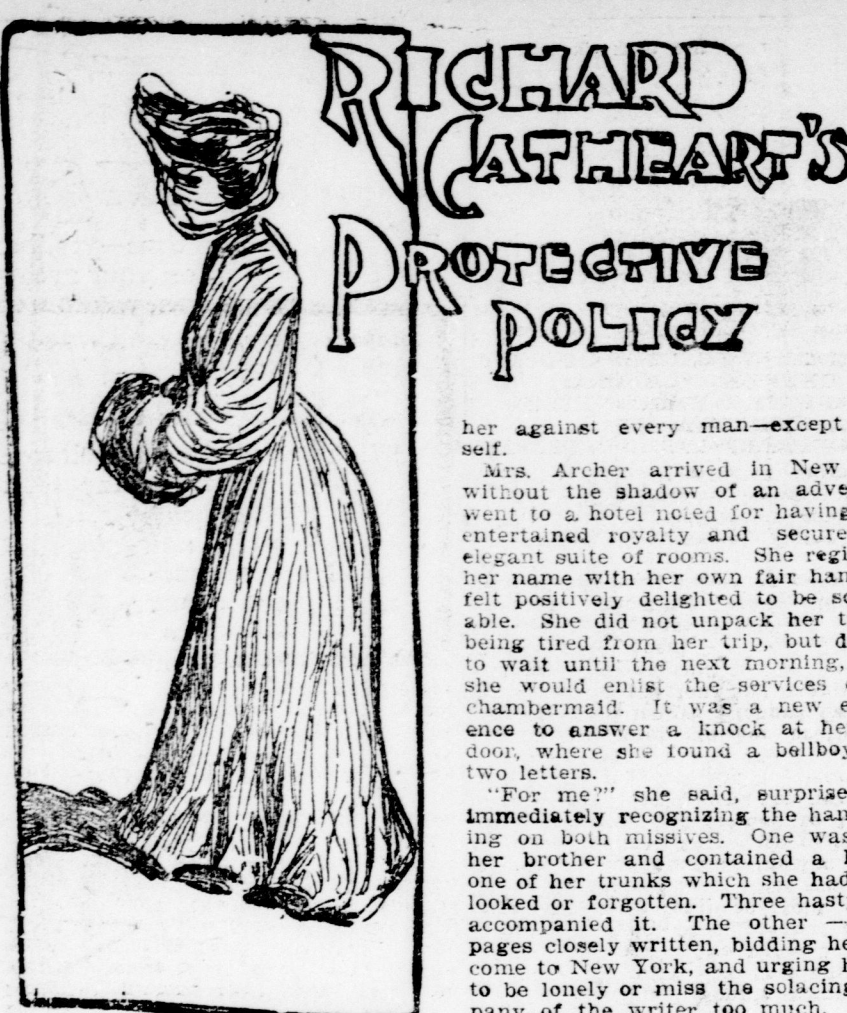 RICHARD
CATHEART'S
PROTECTIVE
POLICY
her against every man—except
self.
Mrs. Archer arrived in New
without the shadow of an adve
went to a hotel noted for having
entertained royalty and secure
elegant suite of rooms. She regi
her name with her own fair han
felt positively delighted to be s
able. She did not unpack her t
being tired from her trip, but d
to wait until the next morning,
she would enlist the services
chambermaid. It was a new e
ence to answer a knock at he
door, where she found a bellboy
two letters.
"For me?" she said, surprise
immediately recognizing the han
ing on both missives. One was
her brother and contained a
one of her trunks which she had
looked or forgotten. Three hast
accompanied it. The other —
pages closely written, bidding he
come to New York, and urging h
to be lonely or miss the solacing
pany of the writer too much.